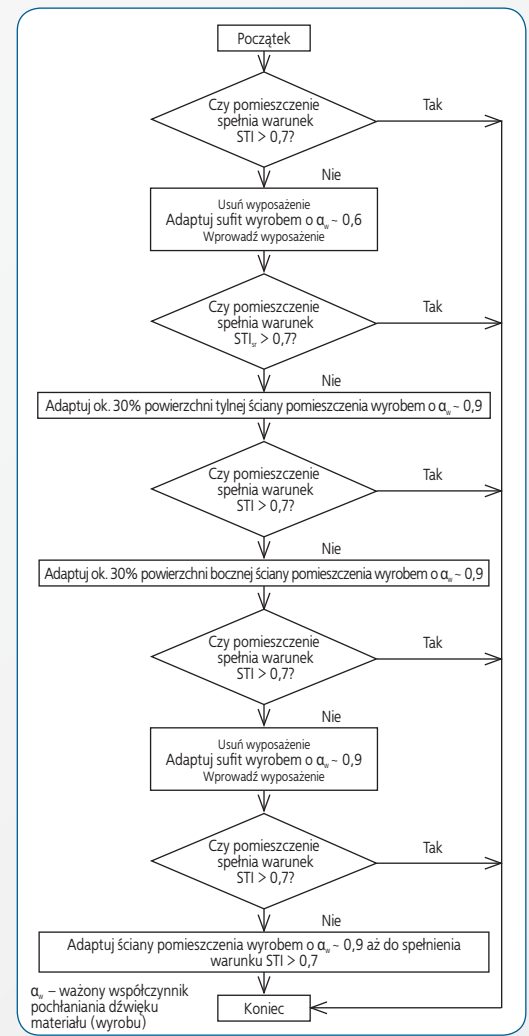 Początek
Czy pomieszczenie
spełnia warunek
STI > 0,7?
Tak
Nie
Usuń wyposażenie
Adaptuj sufit wyrobem o αw ~ 0,6
Wprowadź wyposażenie
Czy pomieszczenie
spełnia warunek
STIśr > 0,7?
Tak
Nie
Adaptuj ok. 30% powierzchni tylnej ściany pomieszczenia wyrobem o αw ~ 0,9
Czy pomieszczenie
spełnia warunek
STI > 0,7?
Tak
Nie
Adaptuj ok. 30% powierzchni bocznej ściany pomieszczenia wyrobem o αw ~ 0,9
Czy pomieszczenie
spełnia warunek
STI > 0,7?
Tak
Nie
Usuń wyposażenie
Adaptuj sufit wyrobem o αw ~ 0,9
Wprowadź wyposażenie
Czy pomieszczenie
spełnia warunek
STI > 0,7?
Tak
Nie
Adaptuj ściany pomieszczenia wyrobem o αw ~ 0,9 aż do spełnienia
warunku STI > 0,7
αw – ważony współczynnik
pochłaniania dźwięku
materiału (wyrobu)
Koniec